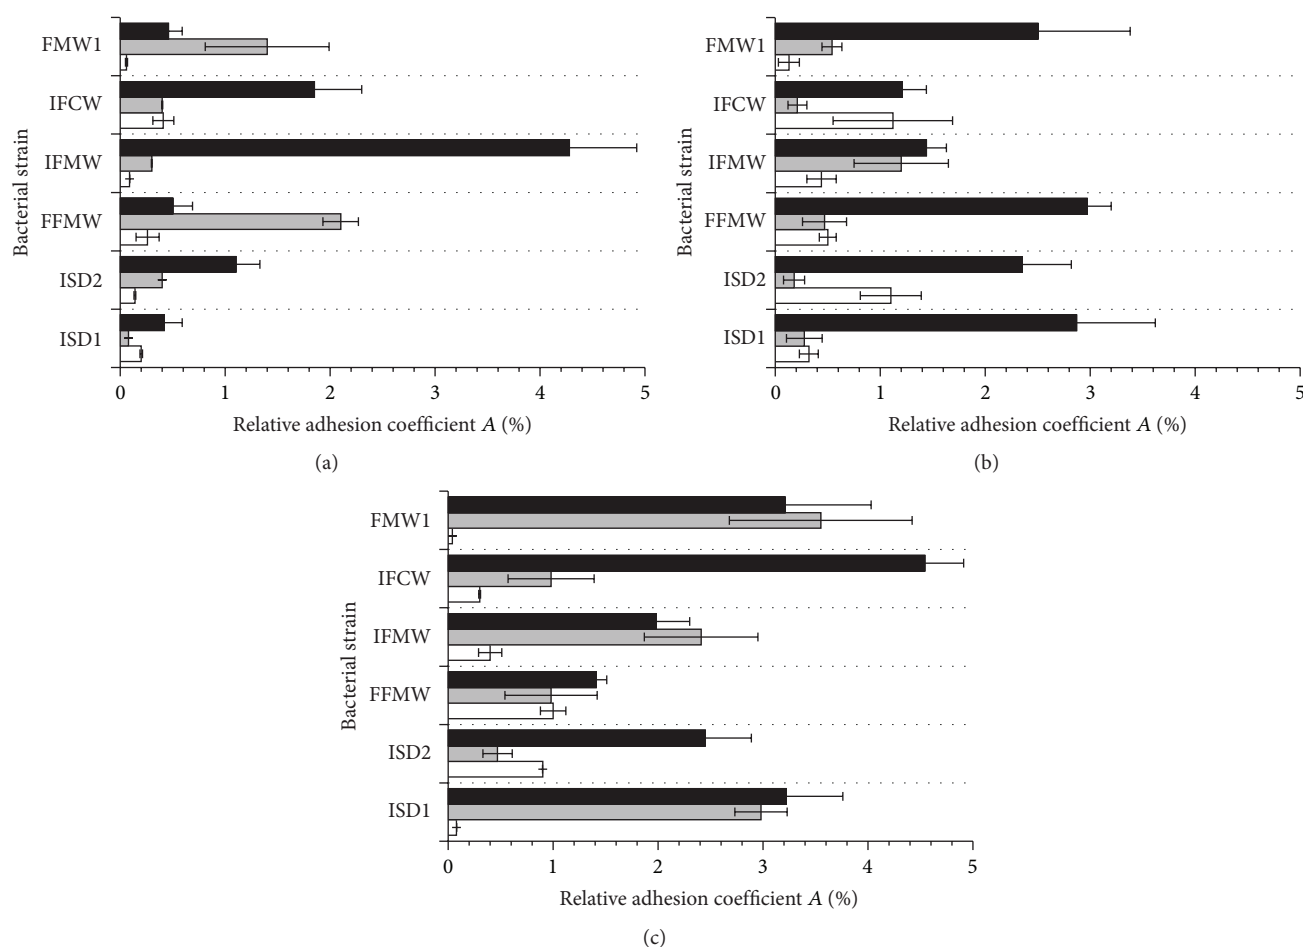 FMW1
IFCW
IFMW
FFMW
ISD2
ISD1
Bacterial strain
0 1 2 3 4 5
Relative adhesion coefficient A (%)
(a)
FMW1
IFCW
IFMW
FFMW
ISD2
ISD1
Bacterial strain
0 1 2 3 4 5
Relative adhesion coefficient A (%)
(b)
FMW1
IFCW
IFMW
FFMW
ISD2
ISD1
Bacterial strain
0 1 2 3 4 5
Relative adhesion coefficient A (%)
(c)